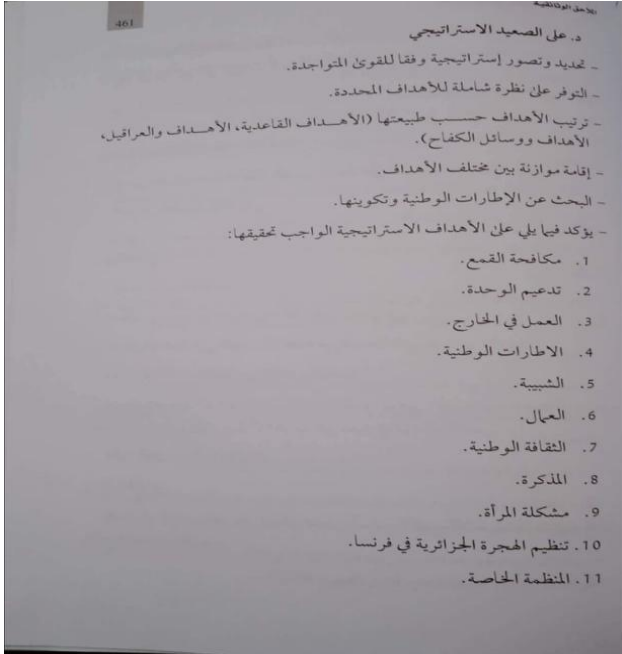 الملاحق الوثائقية
461
د. على الصعيد الاستراتيجي
- تحديد وتصور إستراتيجية وفقا للقوى المتواجدة.
- التوفر على نظرة شاملة للأهداف المحددة.
- ترتيب الأهداف حسب طبيعتها (الأهداف القاعدية، الأهداف والعراقيل،
الأهداف ووسائل الكفاح).
- إقامة موازنة بين مختلف الأهداف.
- البحث عن الإطارات الوطنية وتكوينها.
- يؤكد فيما يلي على الأهداف الاستراتيجية الواجب تحقيقها:
1. مكافحة القمع.
2. تدعيم الوحدة.
3. العمل في الخارج.
4. الاطارات الوطنية.
5. الشبيبة.
6. العمال.
7. الثقافة الوطنية.
8. المذكرة.
9. مشكلة المرأة.
10. تنظيم الهجرة الجزائرية في فرنسا.
11. المنظمة الخاصة.